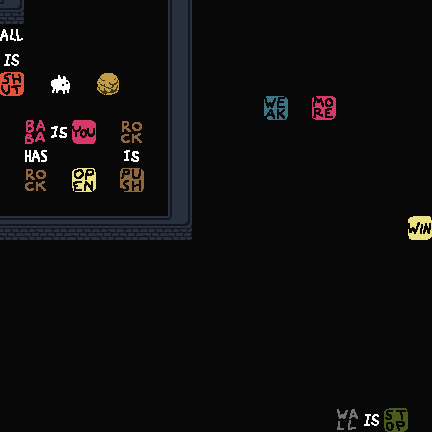 ALL
IS
SHUT
WEAK MORE
BABA IS YOU ROCK
HAS IS
ROCK OPEN PUSH
WIN
WALL IS STOP